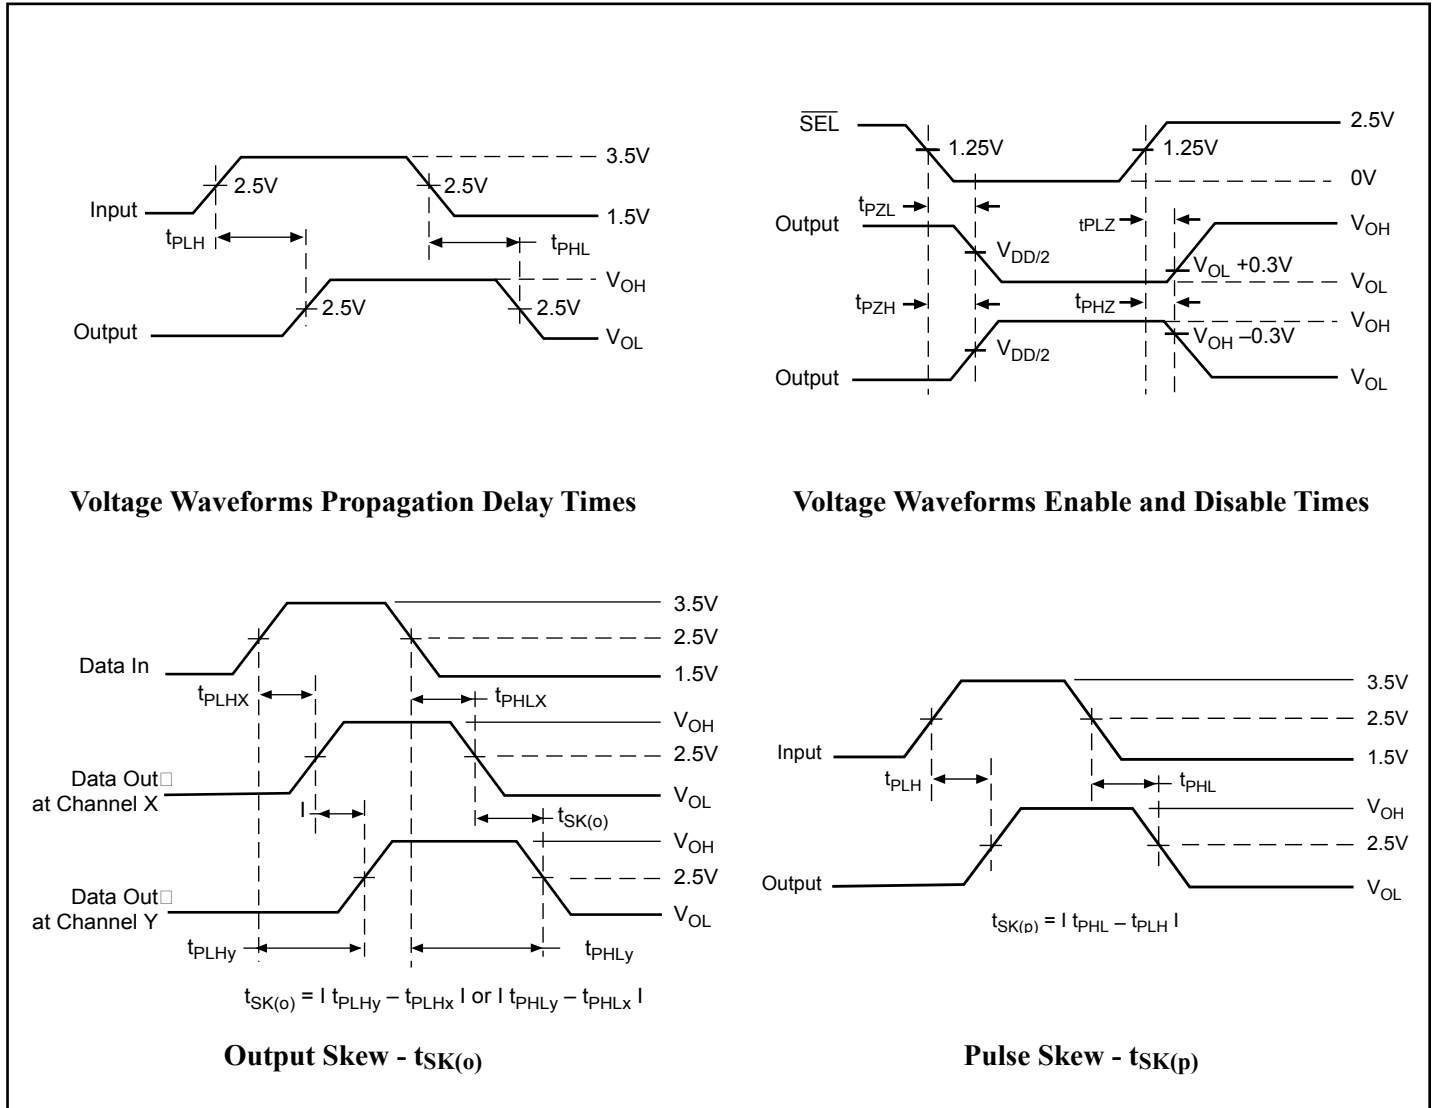 3.5V
2.5V
2.5V
Input
1.5V
tPLH
tPHL
VOH
2.5V
2.5V
Output
VOL
Voltage Waveforms Propagation Delay Times
SEL
2.5V
1.25V
1.25V
0V
tPZL
tPLZ
Output
VOH
VDD/2
VOL +0.3V
VOL
tPZH
tPHZ
VOH
VOH –0.3V
VDD/2
Output
VOL
Voltage Waveforms Enable and Disable Times
3.5V
2.5V
Data In
1.5V
tPLHX
tPHLX
VOH
2.5V
Data Out
at Channel X
VOL
I
tSK(o)
VOH
2.5V
Data Out
at Channel Y
VOL
tPLHy
tPHLy
tSK(o) = I tPLHy – tPLHx I or I tPHLy – tPHLx I
Output Skew - tSK(o)
3.5V
2.5V
Input
1.5V
tPLH
tPHL
VOH
2.5V
Output
VOL
tSK(p) = I tPHL – tPLH I
Pulse Skew - tSK(p)